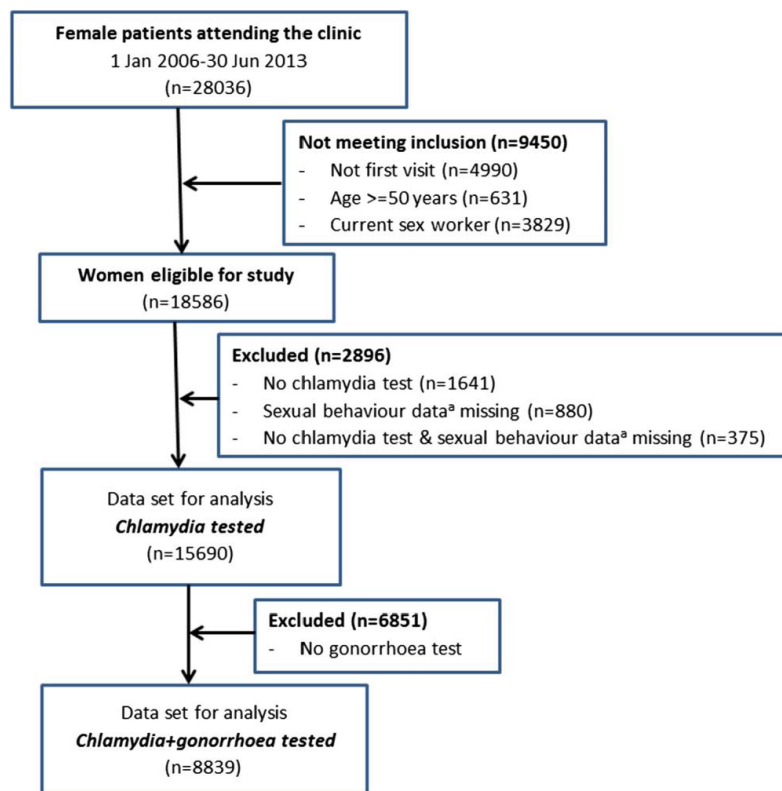 Female patients attending the clinic
1 Jan 2006-30 Jun 2013
(n=28036)
Not meeting inclusion (n=9450)
- Not first visit (n=4990)
- Age >=50 years (n=631)
- Current sex worker (n=3829)
Women eligible for study
(n=18586)
Excluded (n=2896)
- No chlamydia test (n=1641)
- Sexual behaviour dataᵃ missing (n=880)
- No chlamydia test & sexual behaviour dataᵃ missing (n=375)
Data set for analysis
Chlamydia tested
(n=15690)
Excluded (n=6851)
- No gonorrhoea test
Data set for analysis
Chlamydia+gonorrhoea tested
(n=8839)